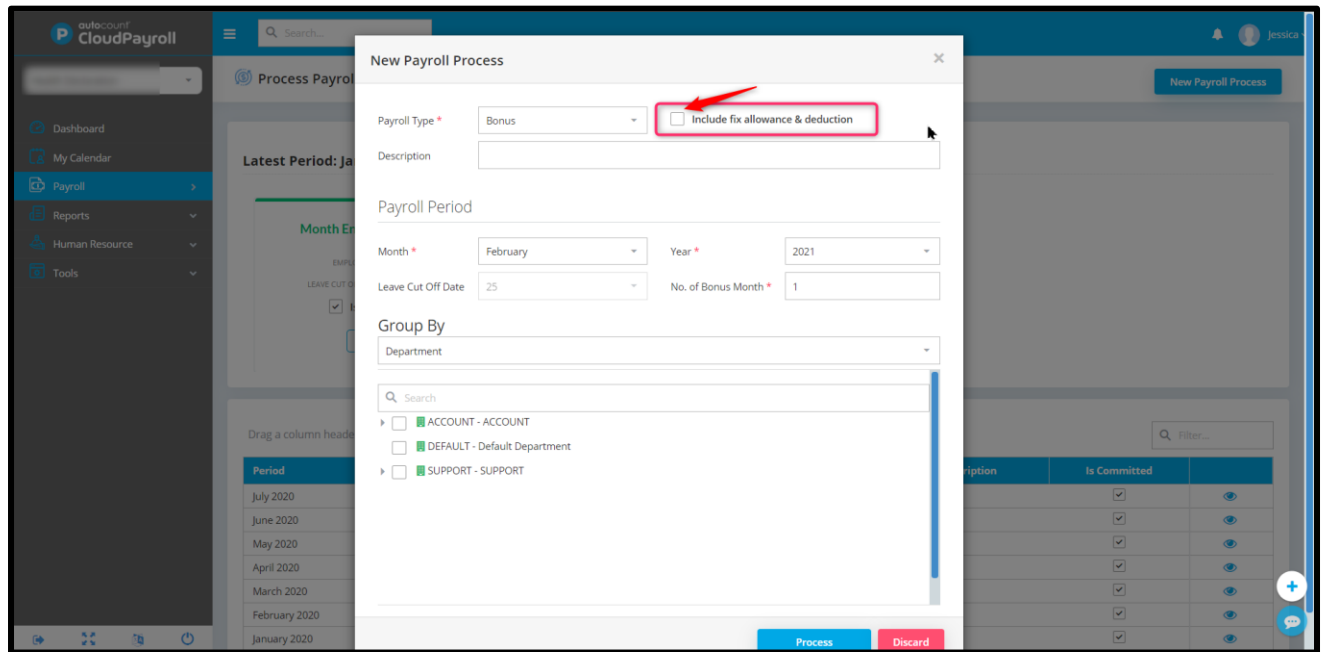 autocount
CloudPayroll
Search...
Jessica
Process Payrol
New Payroll Process
Dashboard
My Calendar
Payroll
Reports
Human Resource
Tools
Latest Period: Ja
Month En
EMPL
LEAVE CUT O
New Payroll Process
Payroll Type *
Bonus
Include fix allowance & deduction
Description
Payroll Period
Month *
February
Year *
2021
Leave Cut Off Date
25
No. of Bonus Month *
1
Group By
Department
Search
ACCOUNT - ACCOUNT
DEFAULT - Default Department
SUPPORT - SUPPORT
Process
Discard
Drag a column heade
Filter...
Period
ription
Is Committed
July 2020
June 2020
May 2020
April 2020
March 2020
February 2020
January 2020